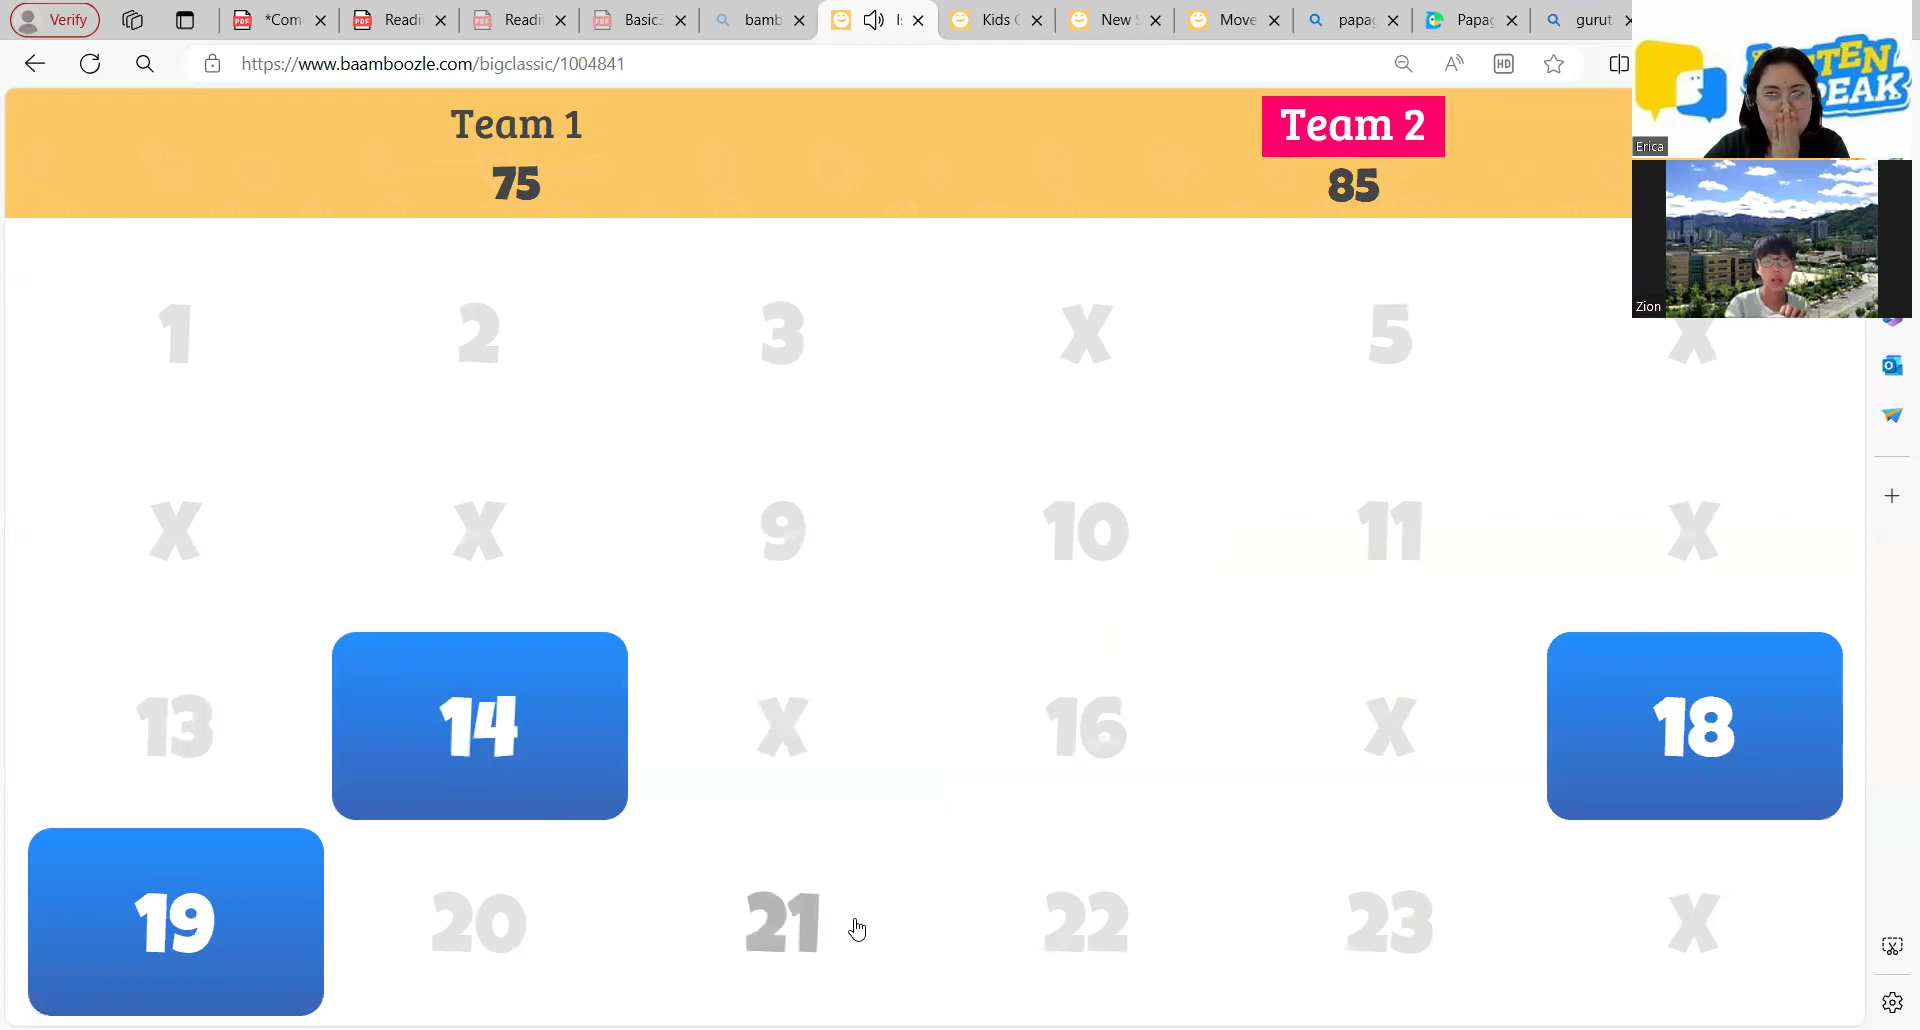 Verify
*Com
Readi
Readi
Basic
bamb
Is
Kids
New
Move
papa
Papa
gurut
https://www.baamboozle.com/bigclassic/1004841
HD
Team 1
75
Team 2
85
Erica
Zion
1
2
3
X
5
X
X
X
9
10
11
X
13
14
X
16
X
18
19
20
21
22
23
X